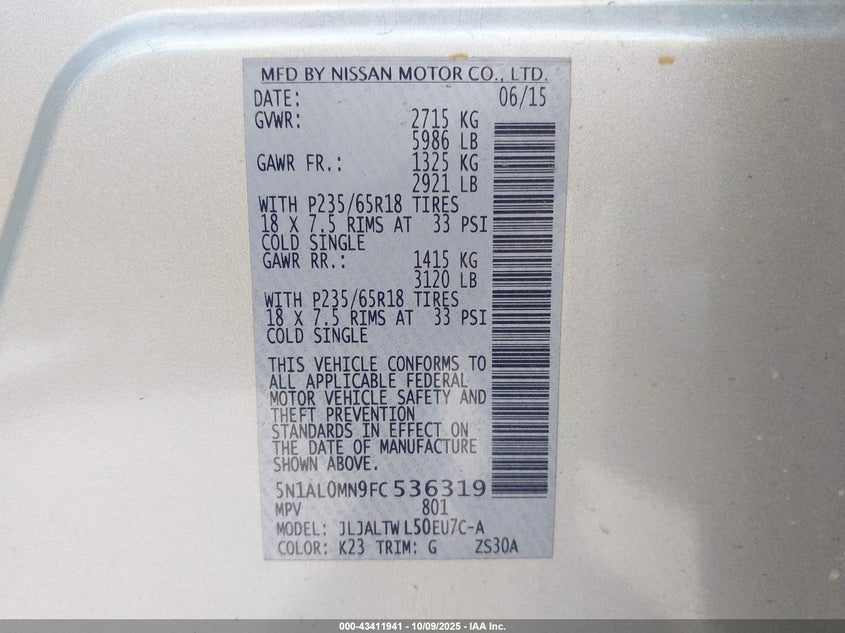 MFD BY NISSAN MOTOR CO., LTD.
DATE: 06/15
GVWR: 2715 KG
5986 LB
GAWR FR.: 1325 KG
2921 LB
WITH P235/65R18 TIRES
18 X 7.5 RIMS AT 33 PSI
COLD SINGLE
GAWR RR.: 1415 KG
3120 LB
WITH P235/65R18 TIRES
18 X 7.5 RIMS AT 33 PSI
COLD SINGLE
THIS VEHICLE CONFORMS TO
ALL APPLICABLE FEDERAL
MOTOR VEHICLE SAFETY AND
THEFT PREVENTION
STANDARDS IN EFFECT ON
THE DATE OF MANUFACTURE
SHOWN ABOVE.
5N1AL0MN9FC536319
MPV 801
MODEL: JLJALTWL50EU7C-A
COLOR: K23 TRIM: G ZS30A
000-43411941 - 10/09/2025 - IAA Inc.